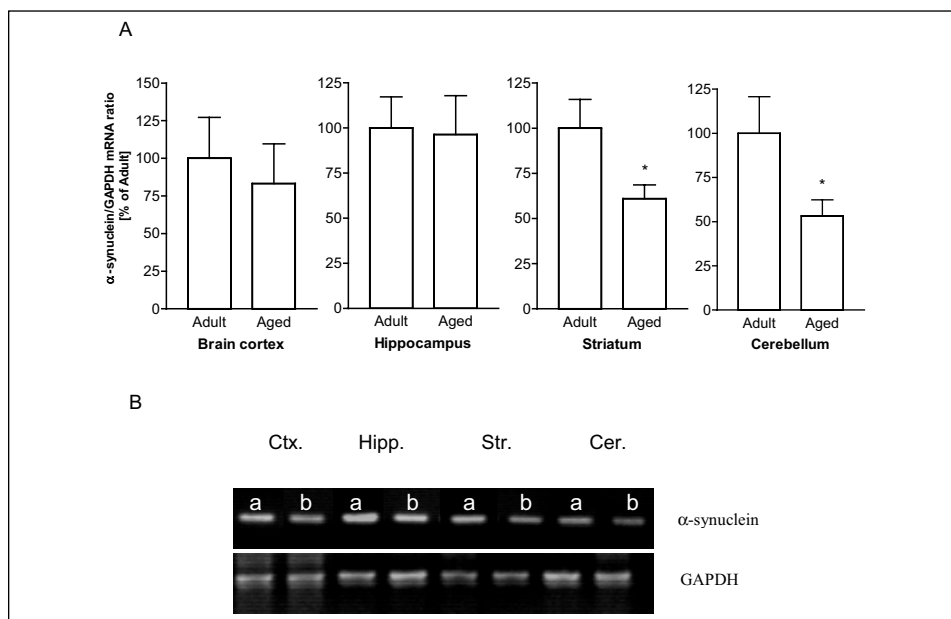 A
α-synuclein/GAPDH mRNA ratio
[% of Adult]
150
125
100
75
50
25
0
Adult Aged
Brain cortex
125
100
75
50
25
0
Adult Aged
Hippocampus
125
100
75
50
25
0
*
Adult Aged
Striatum
125
100
75
50
25
0
*
Adult Aged
Cerebellum
B
Ctx. Hipp. Str. Cer.
a b a b a b a b
α-synuclein
GAPDH